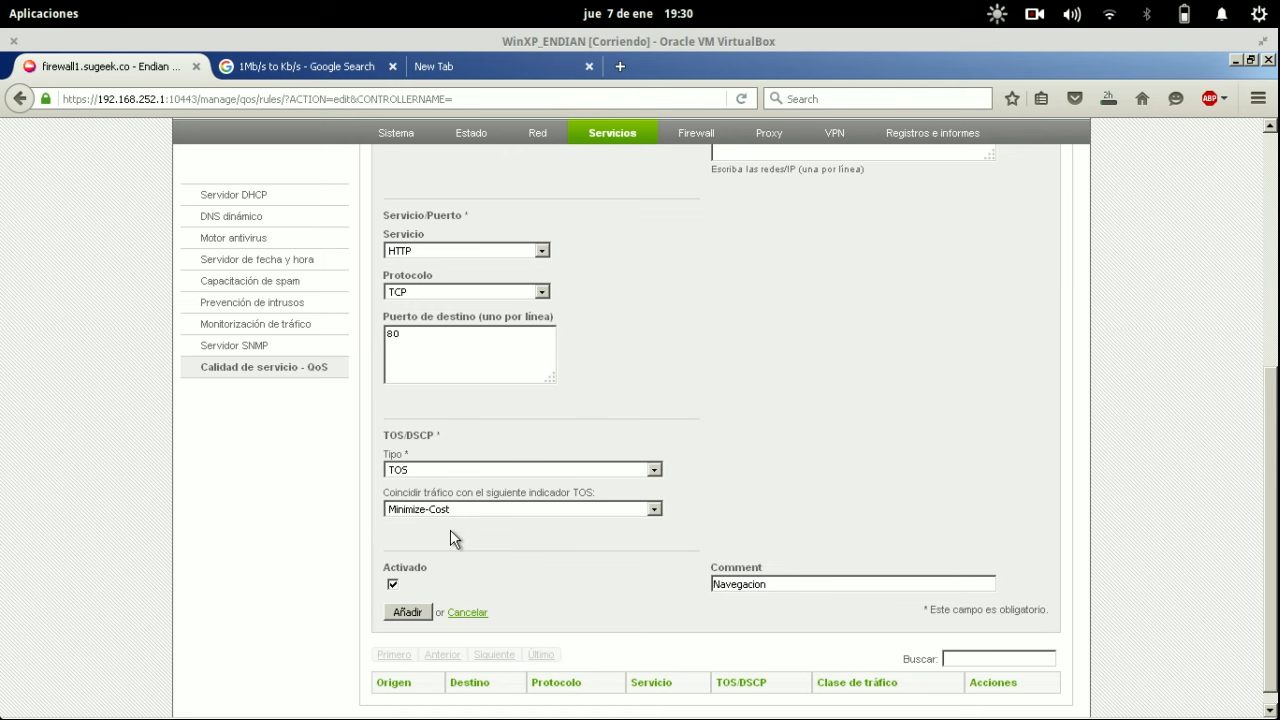 Aplicaciones
jue 7 de ene 19:30
WinXP_ENDIAN [Corriendo] - Oracle VM VirtualBox
firewall1.sugeek.co - Endian ...
1Mb/s to Kb/s - Google Search
New Tab
https://192.168.252.1:10443/manage/qos/rules/?ACTION=edit&CONTROLLERNAME=
Search
2h
ABP
Sistema Estado Red Servicios Firewall Proxy VPN Registros e informes
Servidor DHCP
DNS dinámico
Motor antivirus
Servidor de fecha y hora
Capacitación de spam
Prevención de intrusos
Monitorización de tráfico
Servidor SNMP
Calidad de servicio - QoS
Escriba las redes/IP (una por línea)
Servicio/Puerto *
Servicio
HTTP
Protocolo
TCP
Puerto de destino (uno por línea)
80
TOS/DSCP *
Tipo *
TOS
Coincidir tráfico con el siguiente indicador TOS:
Minimize-Cost
Activado
Comment
Navegacion
Añadir or Cancelar
* Este campo es obligatorio.
Primero Anterior Siguiente Último
Buscar:
Origen Destino Protocolo Servicio TOS/DSCP Clase de tráfico Acciones